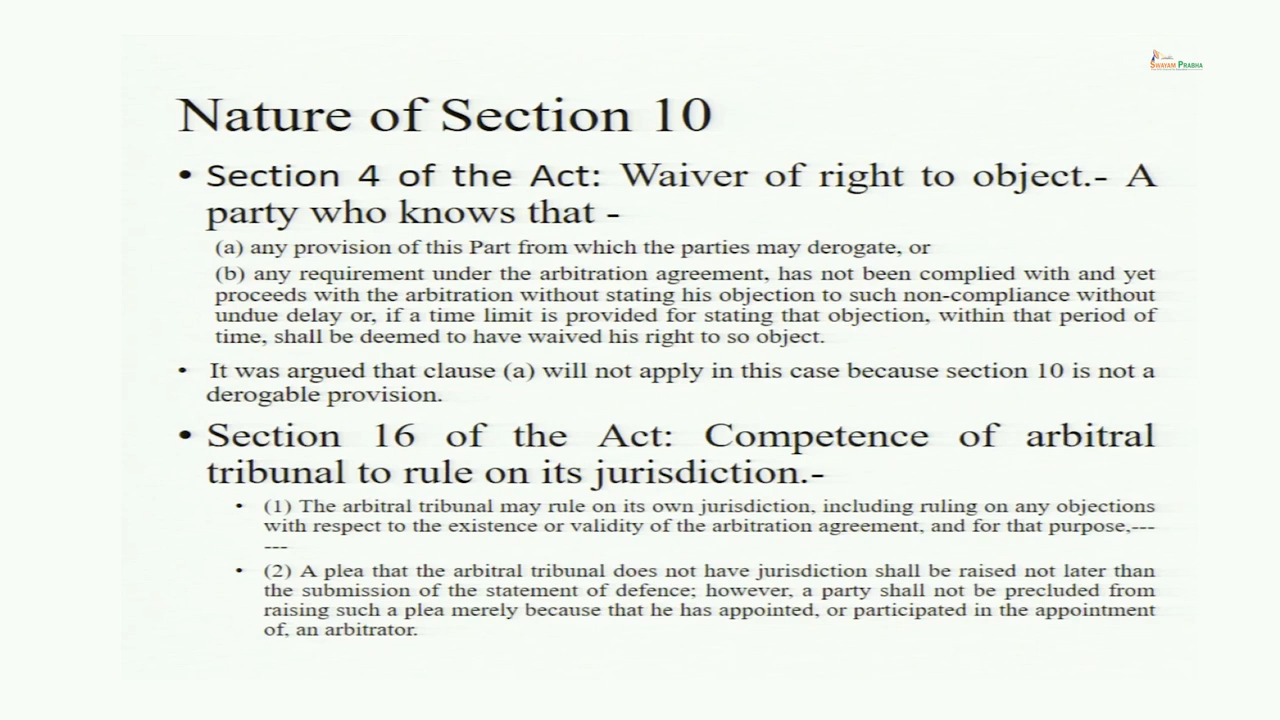 SWAYAM PRABHA
Nature of Section 10
• Section 4 of the Act: Waiver of right to object.- A
party who knows that -
(a) any provision of this Part from which the parties may derogate, or
(b) any requirement under the arbitration agreement, has not been complied with and yet
proceeds with the arbitration without stating his objection to such non-compliance without
undue delay or, if a time limit is provided for stating that objection, within that period of
time, shall be deemed to have waived his right to so object.
• It was argued that clause (a) will not apply in this case because section 10 is not a
derogable provision.
• Section 16 of the Act: Competence of arbitral
tribunal to rule on its jurisdiction.-
• (1) The arbitral tribunal may rule on its own jurisdiction, including ruling on any objections
with respect to the existence or validity of the arbitration agreement, and for that purpose,---
---
• (2) A plea that the arbitral tribunal does not have jurisdiction shall be raised not later than
the submission of the statement of defence; however, a party shall not be precluded from
raising such a plea merely because that he has appointed, or participated in the appointment
of, an arbitrator.